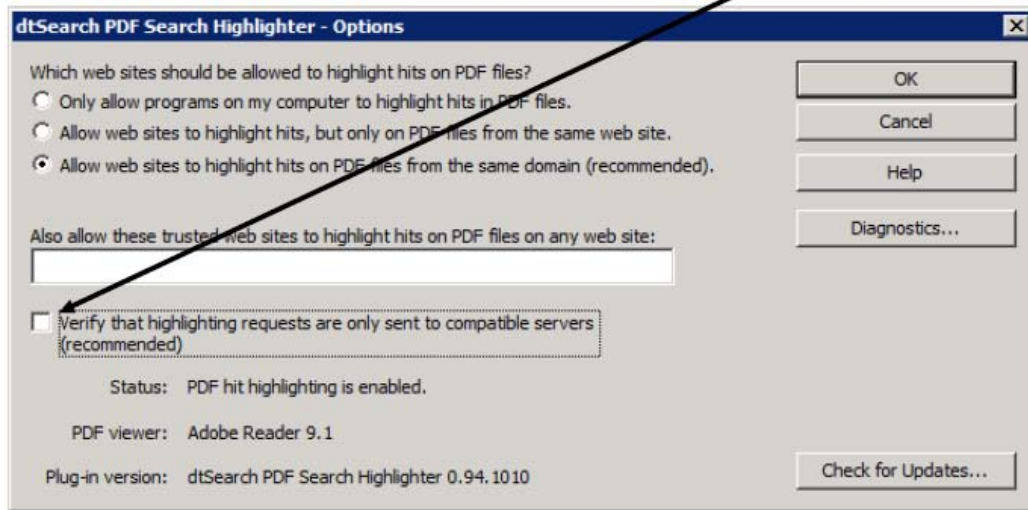 dtSearch PDF Search Highlighter - Options
Which web sites should be allowed to highlight hits on PDF files?
Only allow programs on my computer to highlight hits in PDF files.
Allow web sites to highlight hits, but only on PDF files from the same web site.
Allow web sites to highlight hits on PDF files from the same domain (recommended).
OK
Cancel
Help
Diagnostics...
Also allow these trusted web sites to highlight hits on PDF files on any web site:
Verify that highlighting requests are only sent to compatible servers
(recommended)
Status: PDF hit highlighting is enabled.
PDF viewer: Adobe Reader 9.1
Plug-in version: dtSearch PDF Search Highlighter 0.94.1010
Check for Updates...